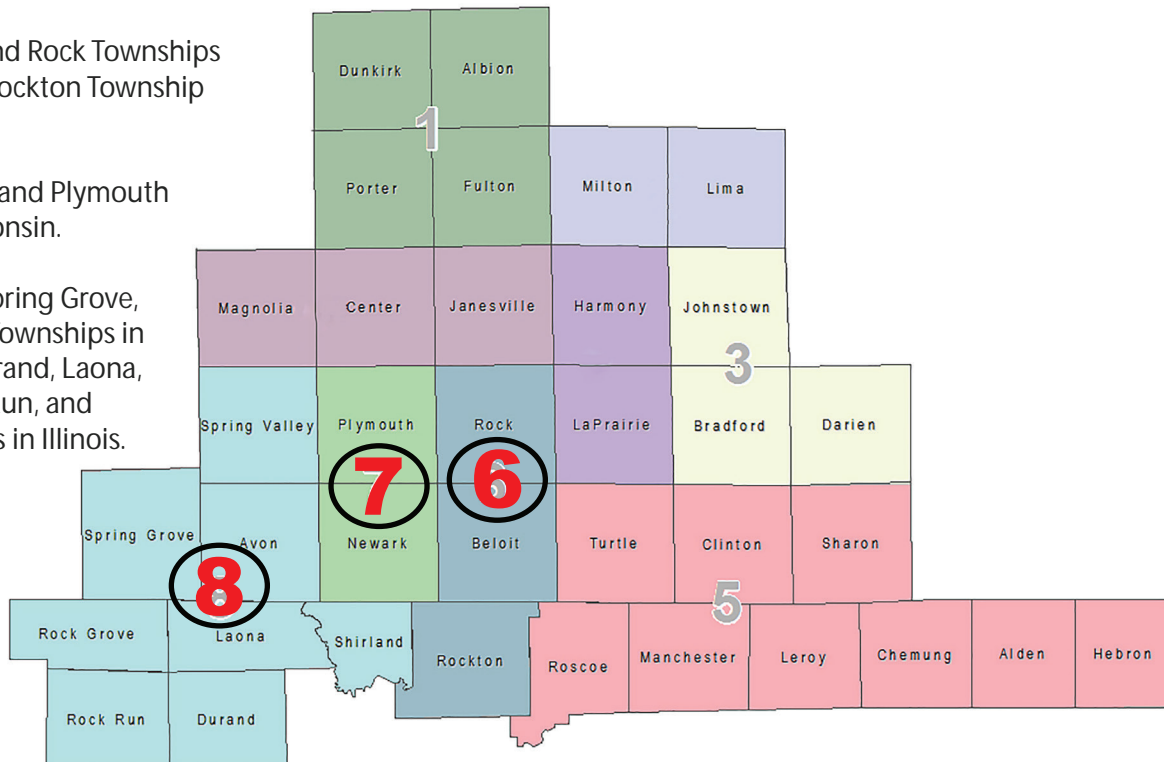 nd Rock Townships
ockton Township
and Plymouth
onsin.
oring Grove,
ownships in
rand, Laona,
un, and
s in Illinois.
Dunkirk Albion
1
Porter Fulton Milton Lima
Magnolia Center Janesville Harmony Johnstown
3
Spring Valley Plymouth Rock LaPrairie Bradford Darien
7 6
Spring Grove Avon Newark Beloit Turtle Clinton Sharon
8 5
Rock Grove Laona Shirland Rockton Roscoe Manchester Leroy Chemung Alden Hebron
Rock Run Durand